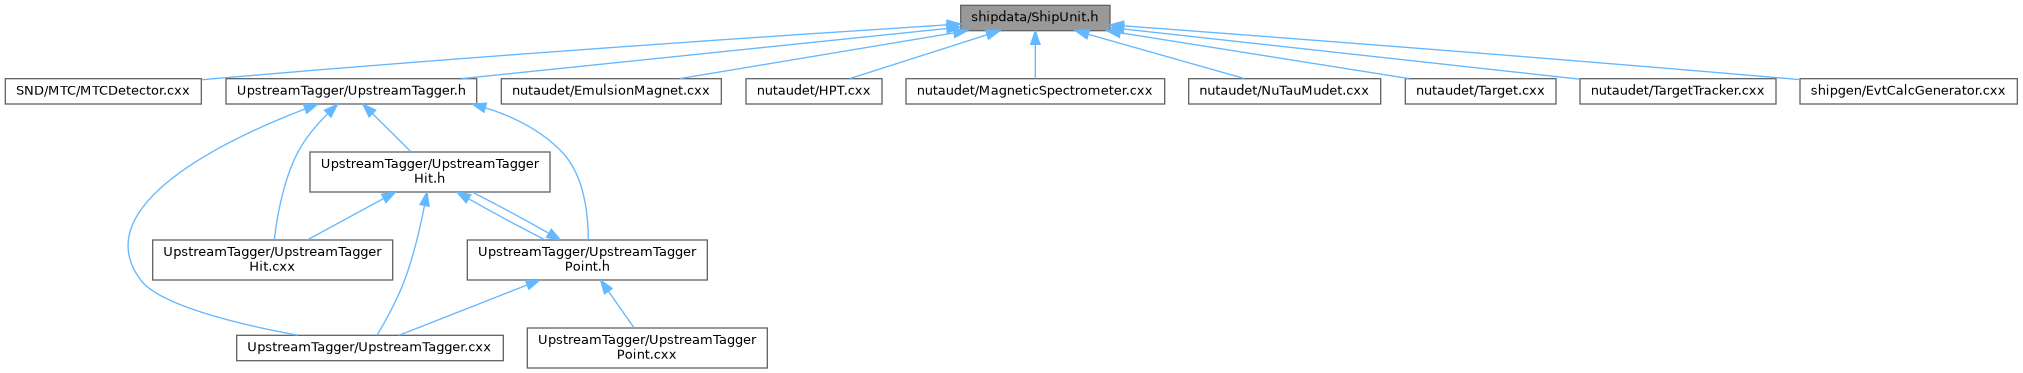 shipdata/ShipUnit.h
SND/MTC/MTCDetector.cxx
UpstreamTagger/UpstreamTagger.h
nutaudet/EmulsionMagnet.cxx
nutaudet/HPT.cxx
nutaudet/MagneticSpectrometer.cxx
nutaudet/NuTauMudet.cxx
nutaudet/Target.cxx
nutaudet/TargetTracker.cxx
shipgen/EvtCalcGenerator.cxx
UpstreamTagger/UpstreamTagger
Hit.h
UpstreamTagger/UpstreamTagger
Hit.cxx
UpstreamTagger/UpstreamTagger
Point.h
UpstreamTagger/UpstreamTagger.cxx
UpstreamTagger/UpstreamTagger
Point.cxx